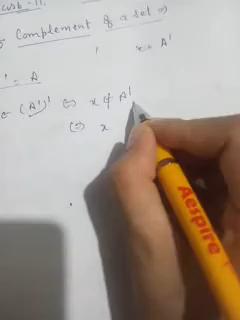 Complement of a set ⇒
x ∈ A'
' = A
∈ (A')' ⇔ x ∉ A'
⇔ x
Aespire